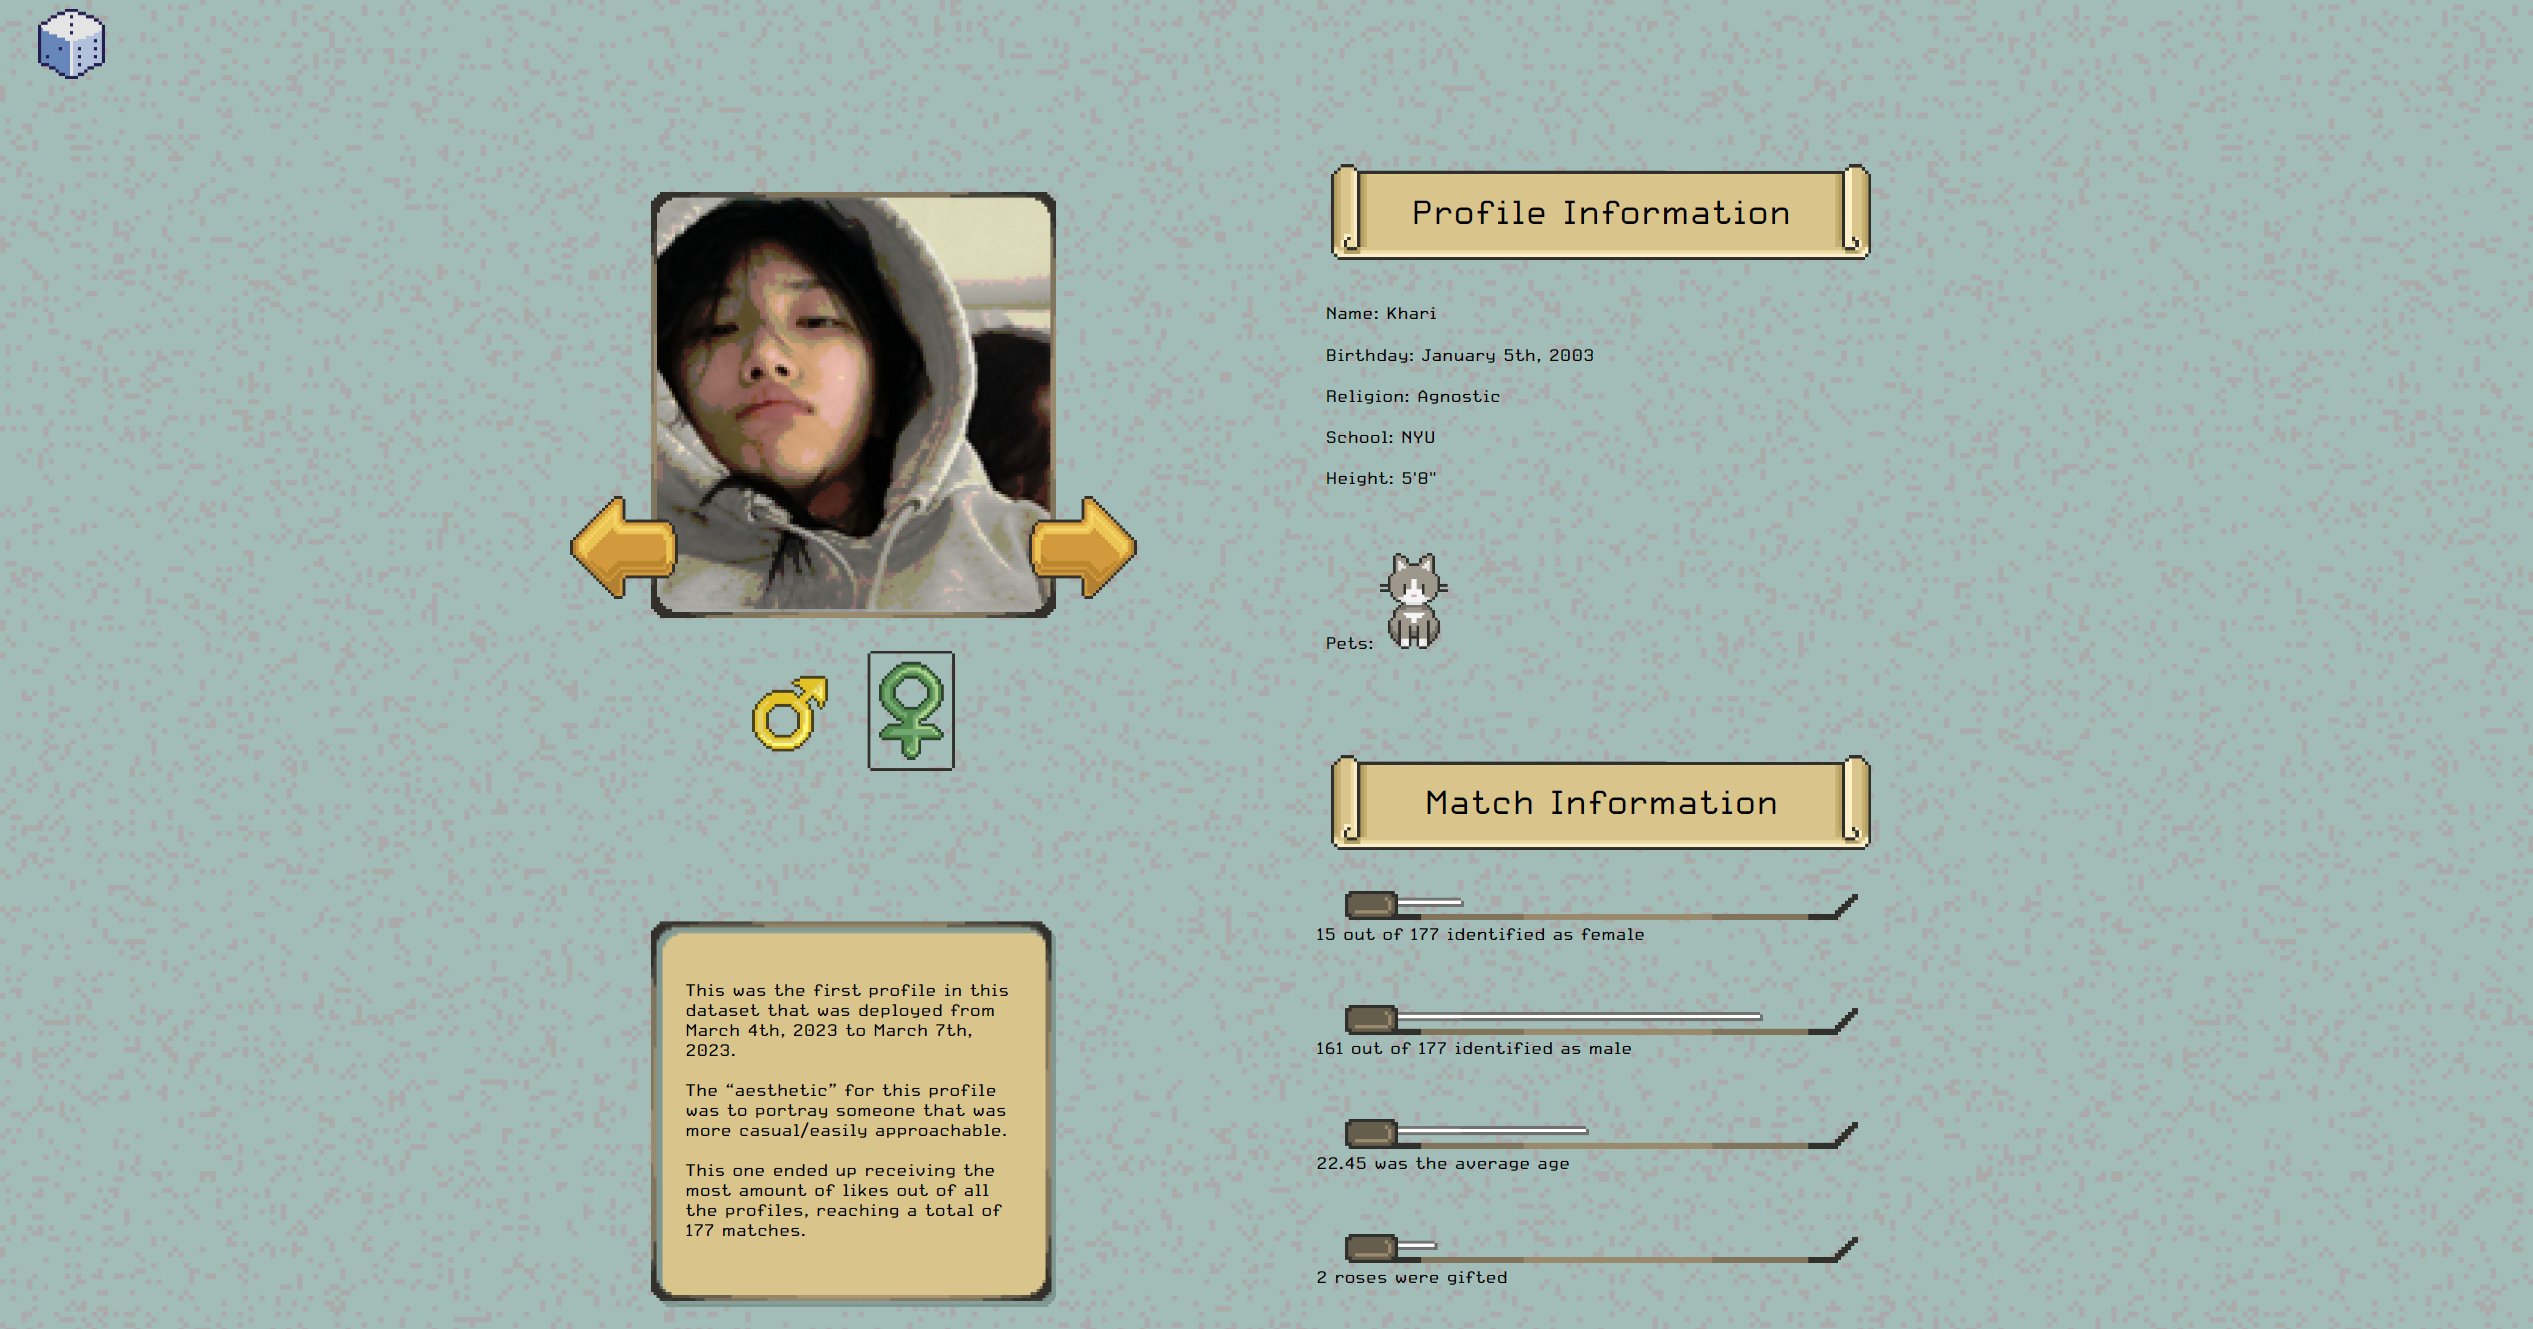 Profile Information
Name: Khari
Birthday: January 5th, 2003
Religion: Agnostic
School: NYU
Height: 5'8"
Pets:
Match Information
15 out of 177 identified as female
161 out of 177 identified as male
22.45 was the average age
2 roses were gifted
This was the first profile in this
dataset that was deployed from
March 4th, 2023 to March 7th,
2023.
The “aesthetic” for this profile
was to portray someone that was
more casual/easily approachable.
This one ended up receiving the
most amount of likes out of all
the profiles, reaching a total of
177 matches.